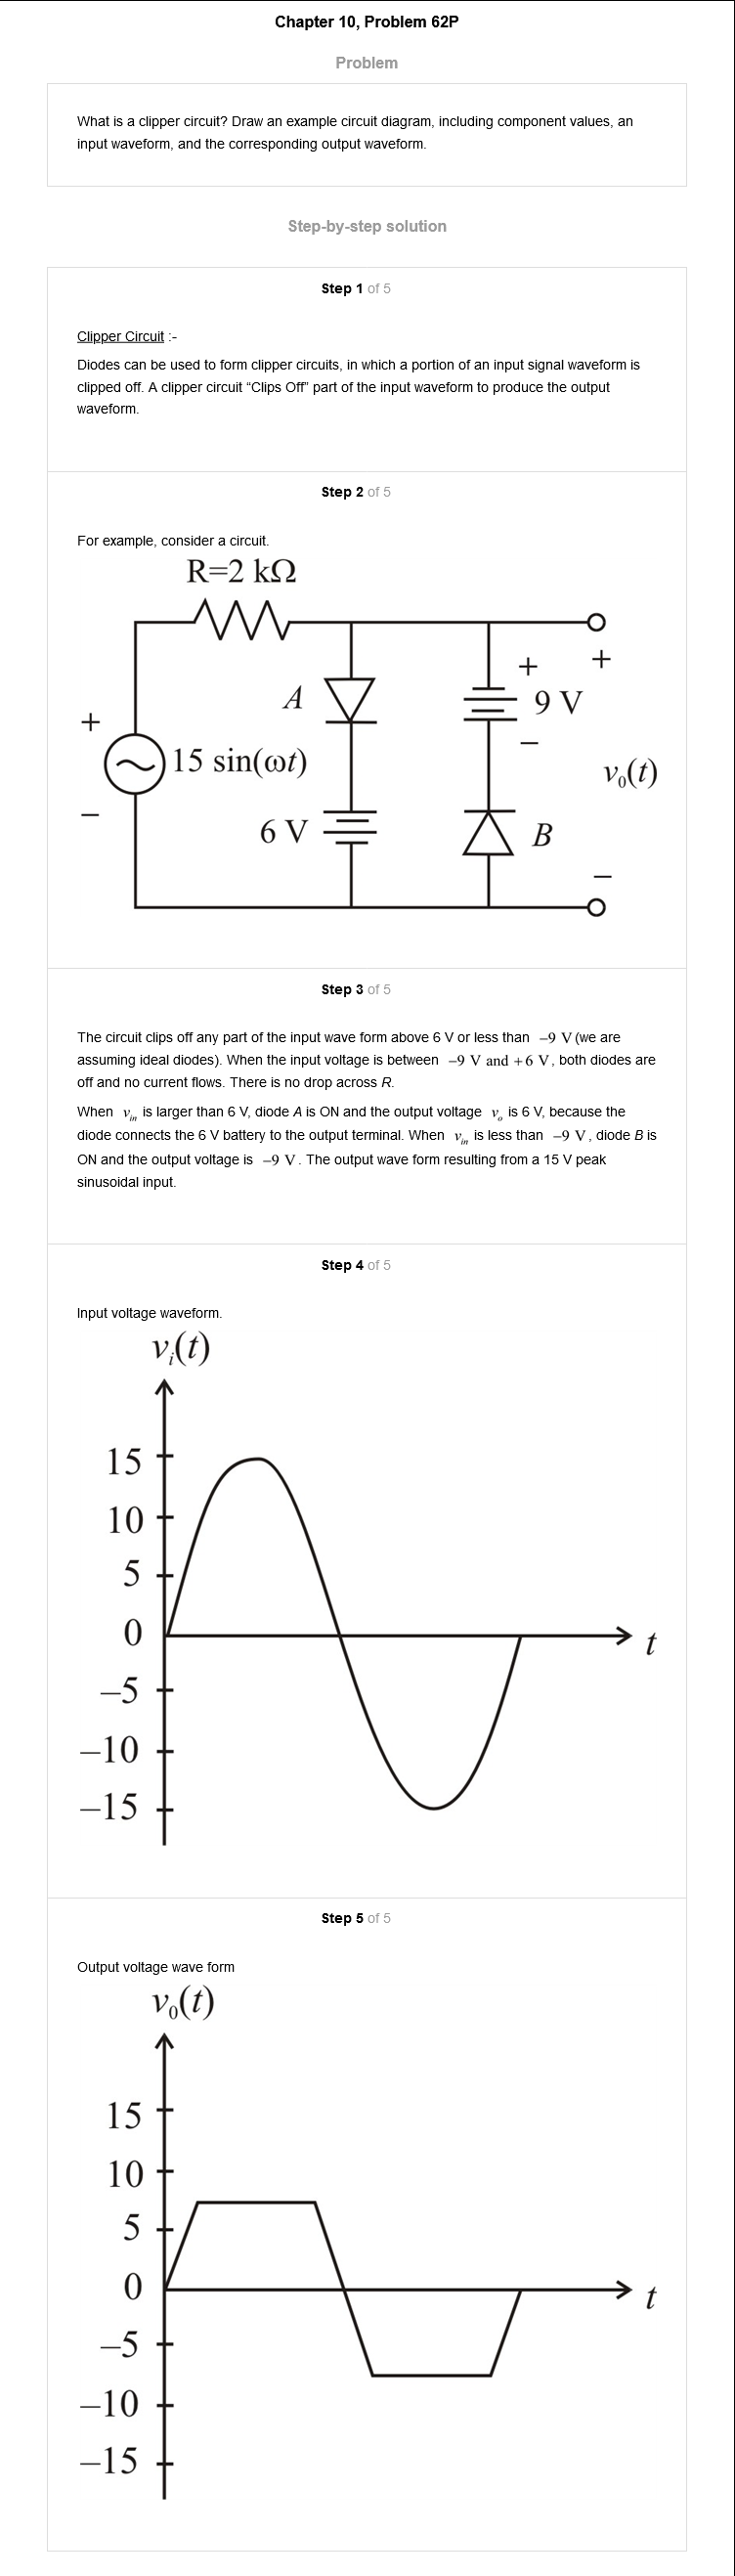 Chapter 10, Problem 62P
Problem
What is a clipper circuit? Draw an example circuit diagram, including component values, an
input waveform, and the corresponding output waveform.
Step-by-step solution
Step 1 of 5
Clipper Circuit :-
Diodes can be used to form clipper circuits, in which a portion of an input signal waveform is
clipped off. A clipper circuit “Clips Off” part of the input waveform to produce the output
waveform.
Step 2 of 5
For example, consider a circuit.
R=2 kΩ
+
A
+
+
9 V
−
15 sin(ωt)
v₀(t)
−
6 V
B
−
Step 3 of 5
The circuit clips off any part of the input wave form above 6 V or less than −9 V (we are
assuming ideal diodes). When the input voltage is between −9 V and +6 V, both diodes are
off and no current flows. There is no drop across R.
When v_in is larger than 6 V, diode A is ON and the output voltage v_o is 6 V, because the
diode connects the 6 V battery to the output terminal. When v_in is less than −9 V, diode B is
ON and the output voltage is −9 V. The output wave form resulting from a 15 V peak
sinusoidal input.
Step 4 of 5
Input voltage waveform.
v_i(t)
15
10
5
0
t
−5
−10
−15
Step 5 of 5
Output voltage wave form
v₀(t)
15
10
5
0
t
−5
−10
−15